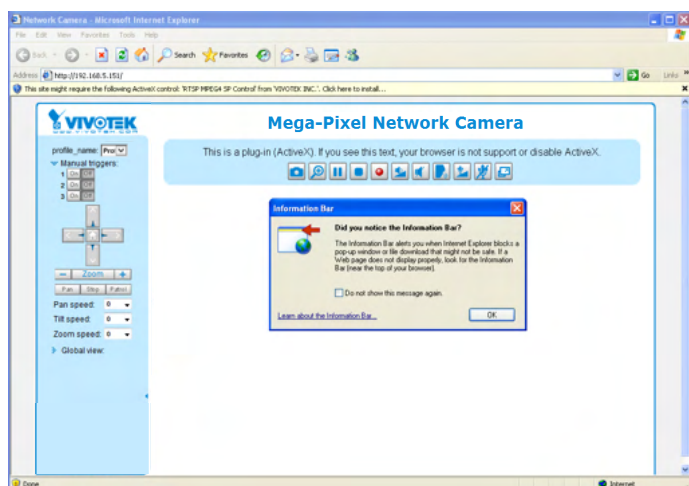 Network Camera - Microsoft Internet Explorer
File Edit View Favorites Tools Help
Back Search Favorites
Address http://192.168.5.151/ Go Links »
This site might require the following ActiveX control: 'RTSP MPEG4 SP Control' from 'VIVOTEK INC.'. Click here to install...
VIVOTEK
WWW.VIVOTEK.COM
Mega-Pixel Network Camera
profile_name: Pro
Manual triggers:
1 On Off
2 On Off
3 On Off
Zoom
Pan Stop Patrol
Pan speed: 0
Tilt speed: 0
Zoom speed: 0
Global view:
This is a plug-in (ActiveX). If you see this text, your browser is not support or disable ActiveX.
Information Bar
Did you notice the Information Bar?
The Information Bar alerts you when Internet Explorer blocks a
pop-up window or file download that might not be safe. If a
Web page does not display properly, look for the Information
Bar (near the top of your browser).
Do not show this message again.
Learn about the Information Bar...
OK
Done
Internet